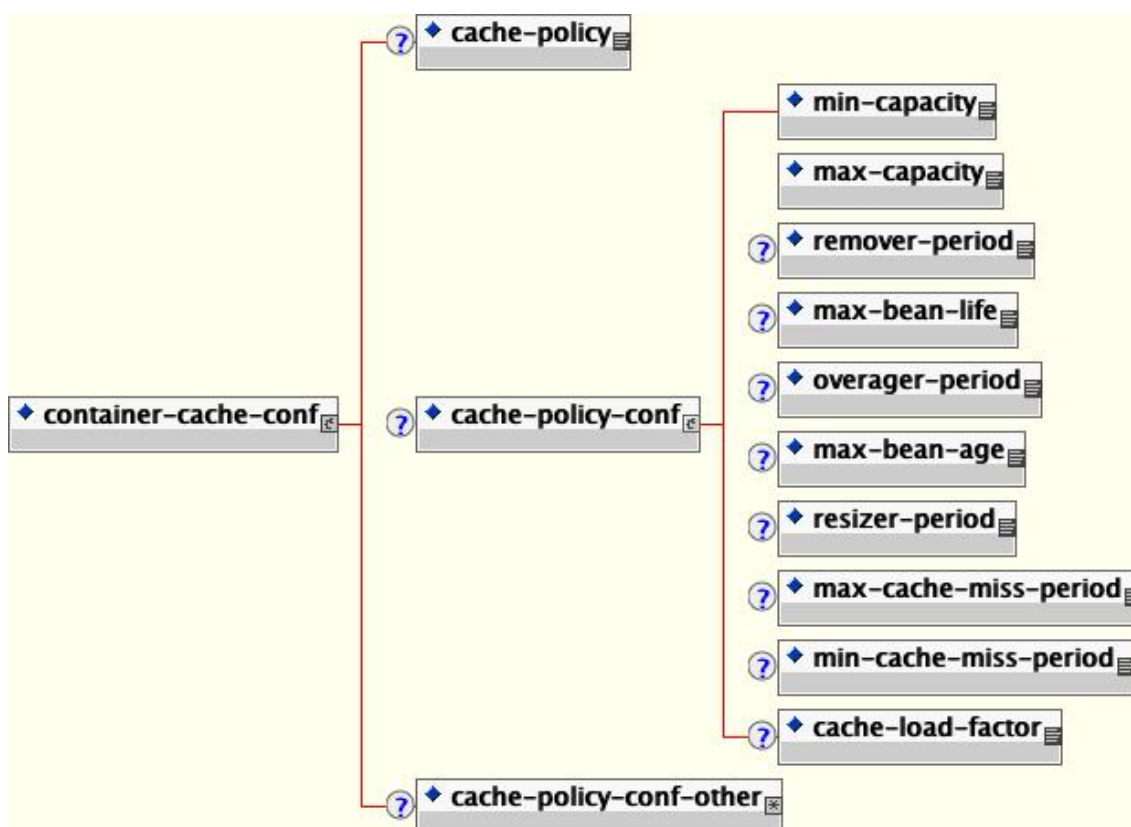 ? cache-policy
min-capacity
max-capacity
? remover-period
? max-bean-life
? overager-period
container-cache-conf ? cache-policy-conf
? max-bean-age
? resizer-period
? max-cache-miss-period
? min-cache-miss-period
? cache-load-factor
? cache-policy-conf-other